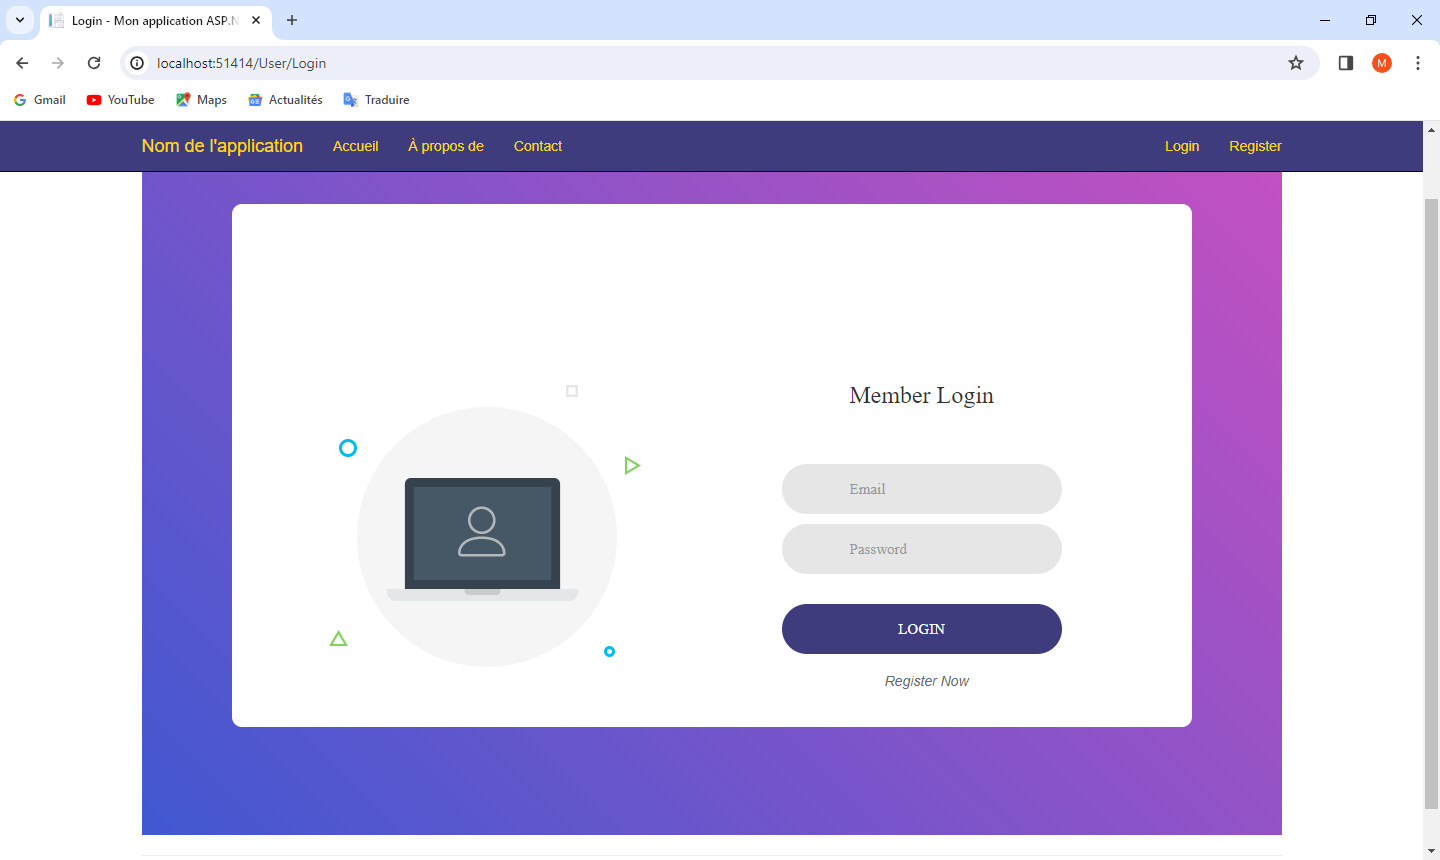 Login - Mon application ASP.N
localhost:51414/User/Login
M
Gmail YouTube Maps Actualités Traduire
Nom de l'application Accueil À propos de Contact Login Register
Member Login
Email
Password
LOGIN
Register Now